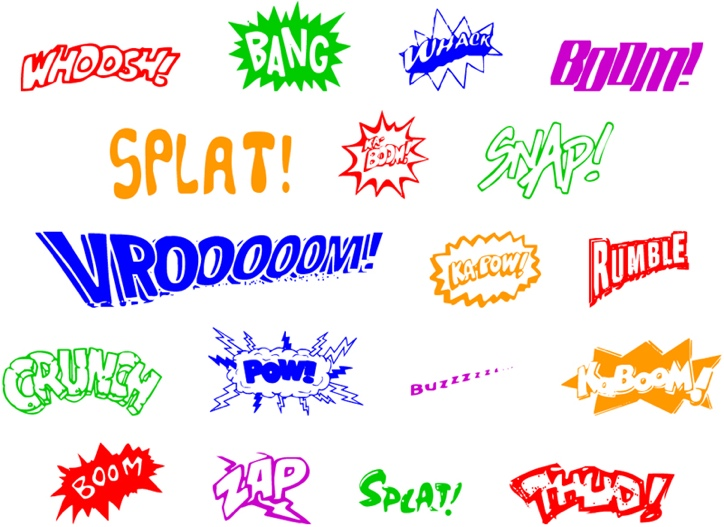 WHOOSH! BANG WHACK BOOM!
SPLAT! KA-BOOM! SNAP!
VROOOOOM!! KA POW! RUMBLE
CRUNCH POW! Buzzzzzz... KABOOM!
BOOM ZAP SPLAT! THUD!